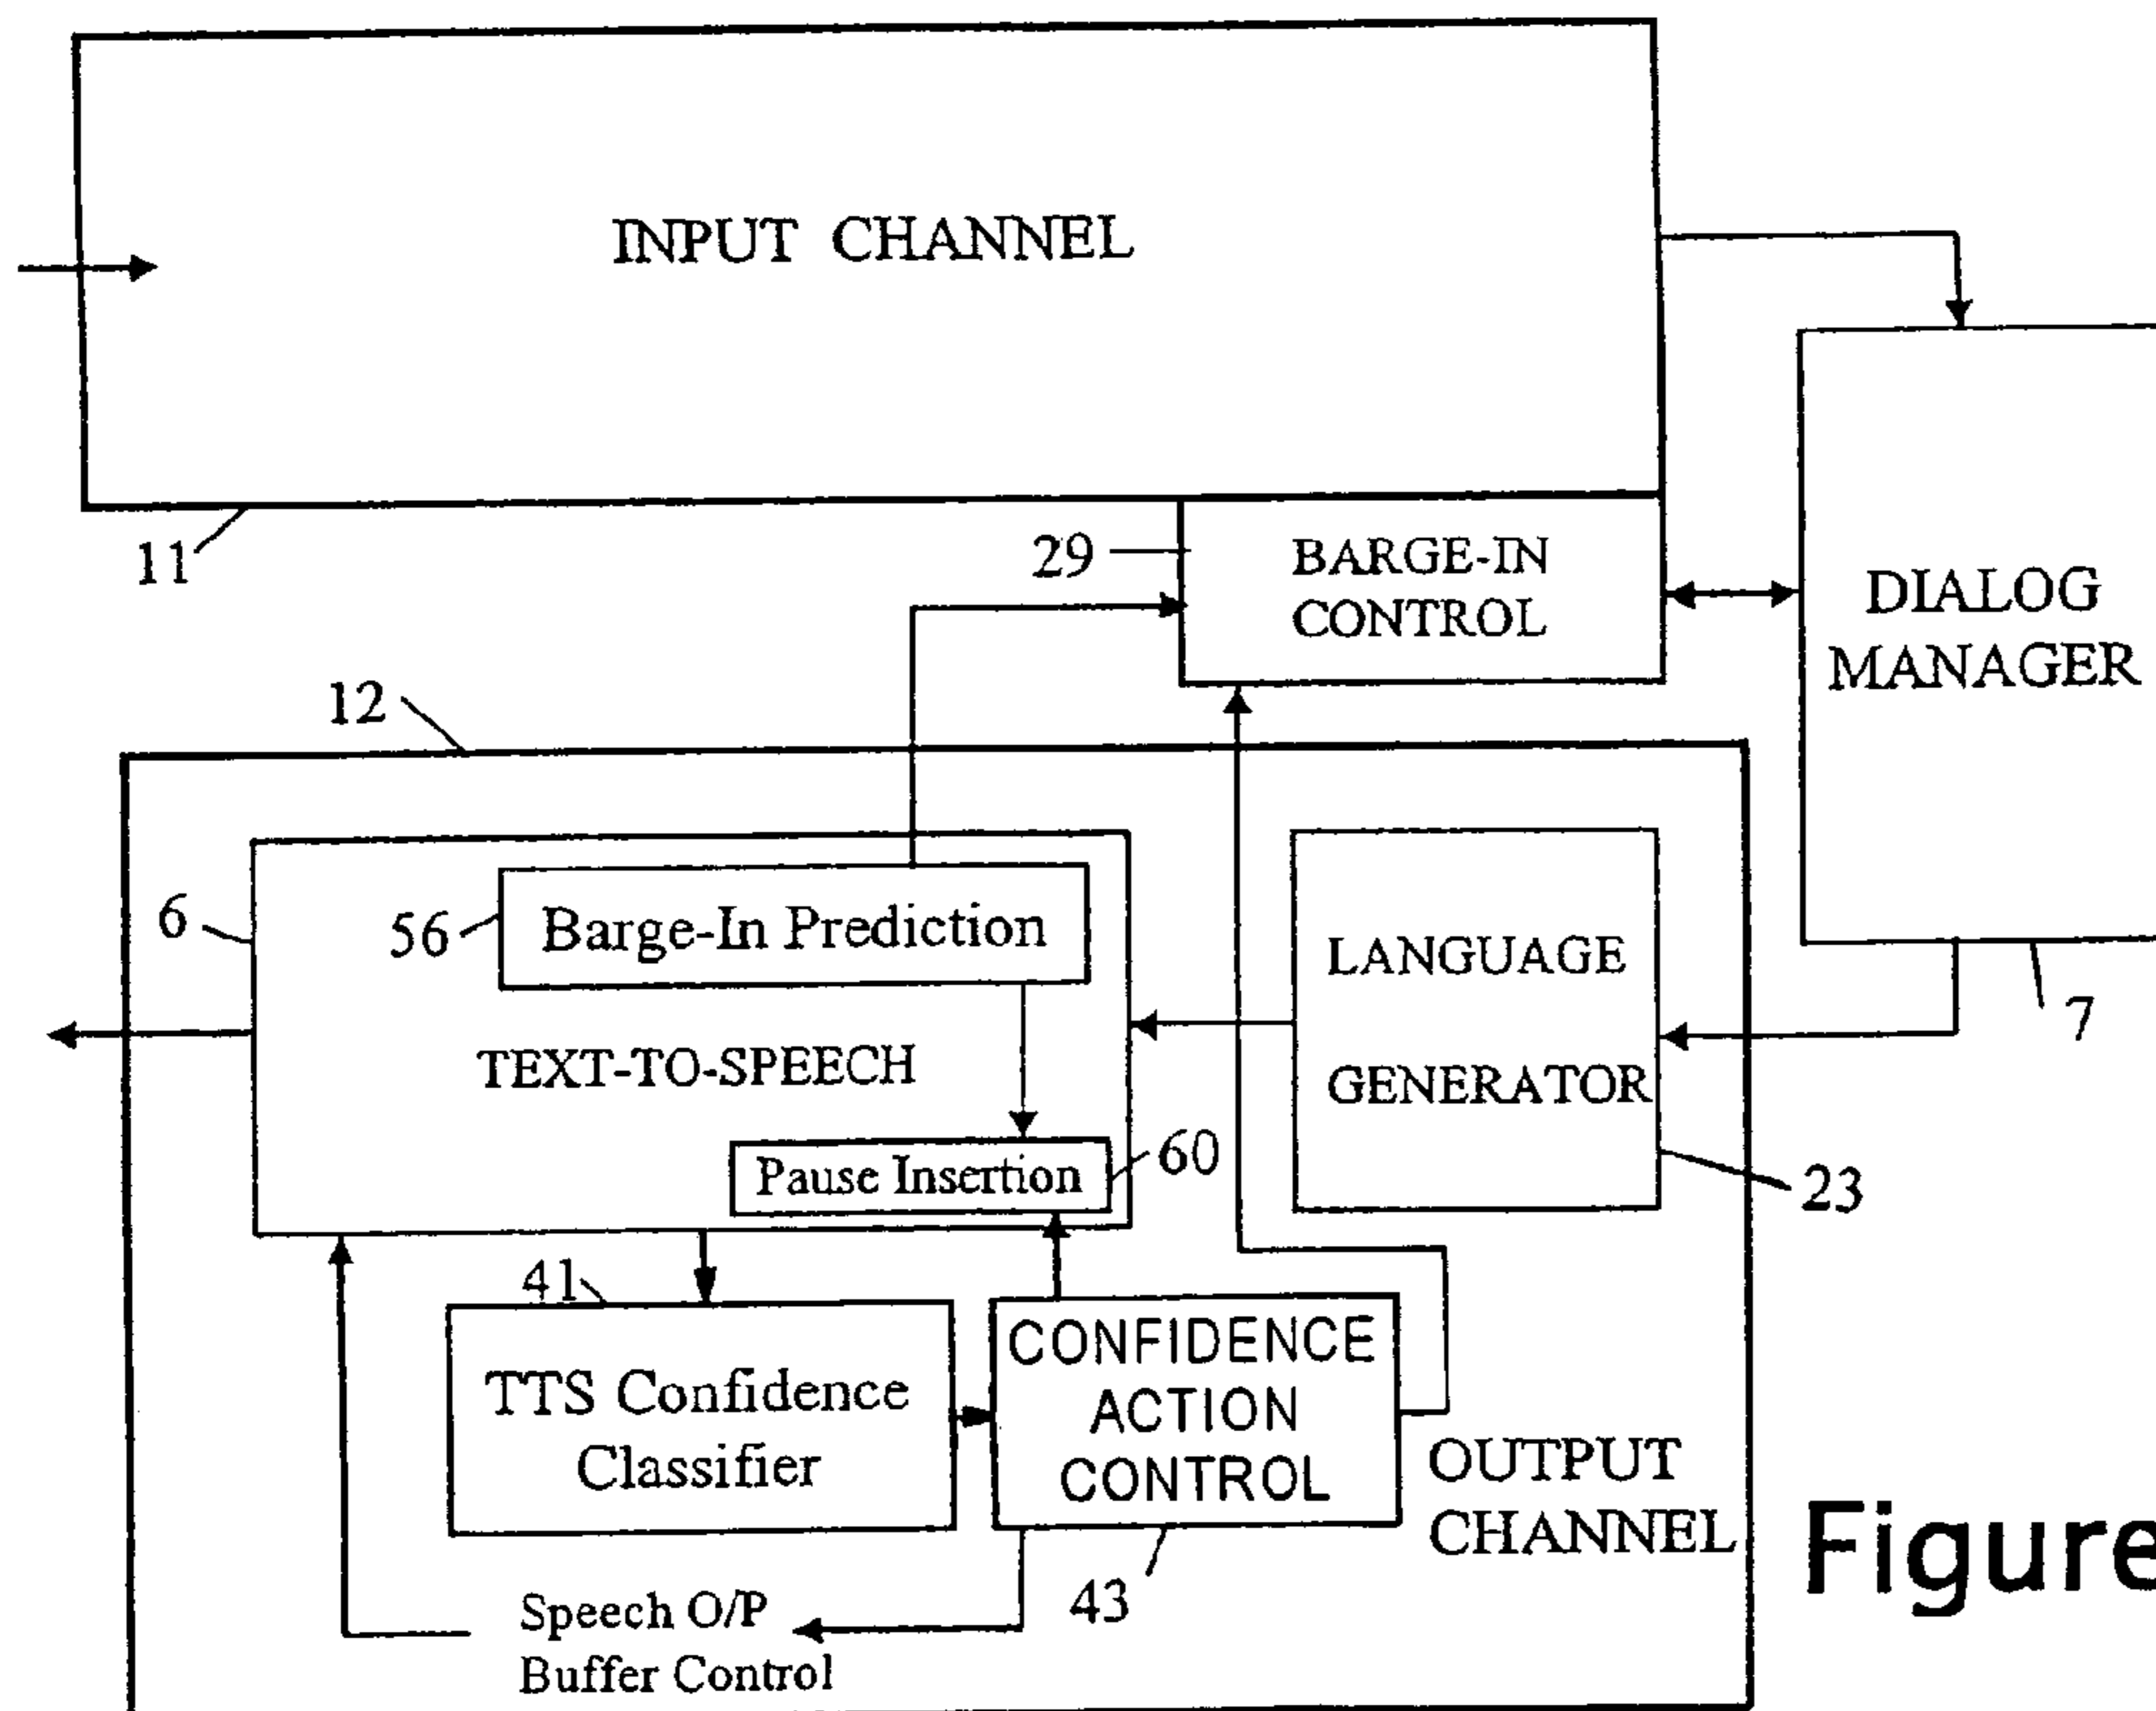 INPUT CHANNEL
11
29
BARGE-IN
CONTROL
DIALOG
MANAGER
12
6
56
Barge-In Prediction
LANGUAGE
GENERATOR
7
TEXT-TO-SPEECH
Pause Insertion
60
23
41
TTS Confidence
Classifier
CONFIDENCE
ACTION
CONTROL
OUTPUT
CHANNEL
43
Speech O/P
Buffer Control
Figure